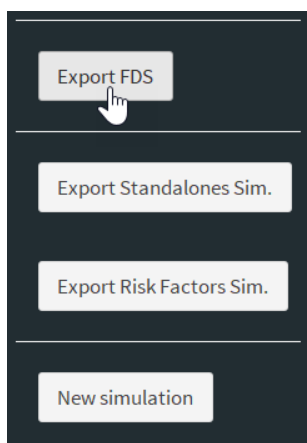 Export FDS
Export Standalones Sim.
Export Risk Factors Sim.
New simulation